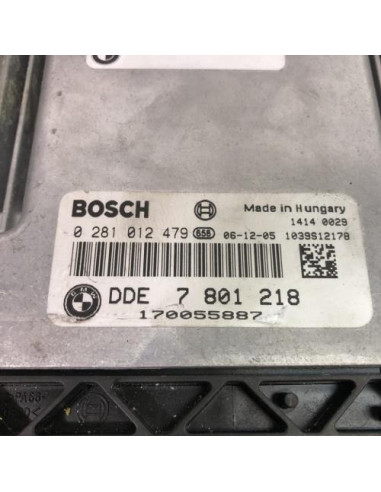 BOSCH
Made in Hungary
1414 0029
0 281 012 479 656 06-12-05 1039S12178
BMW DDE 7 801 218
170055887